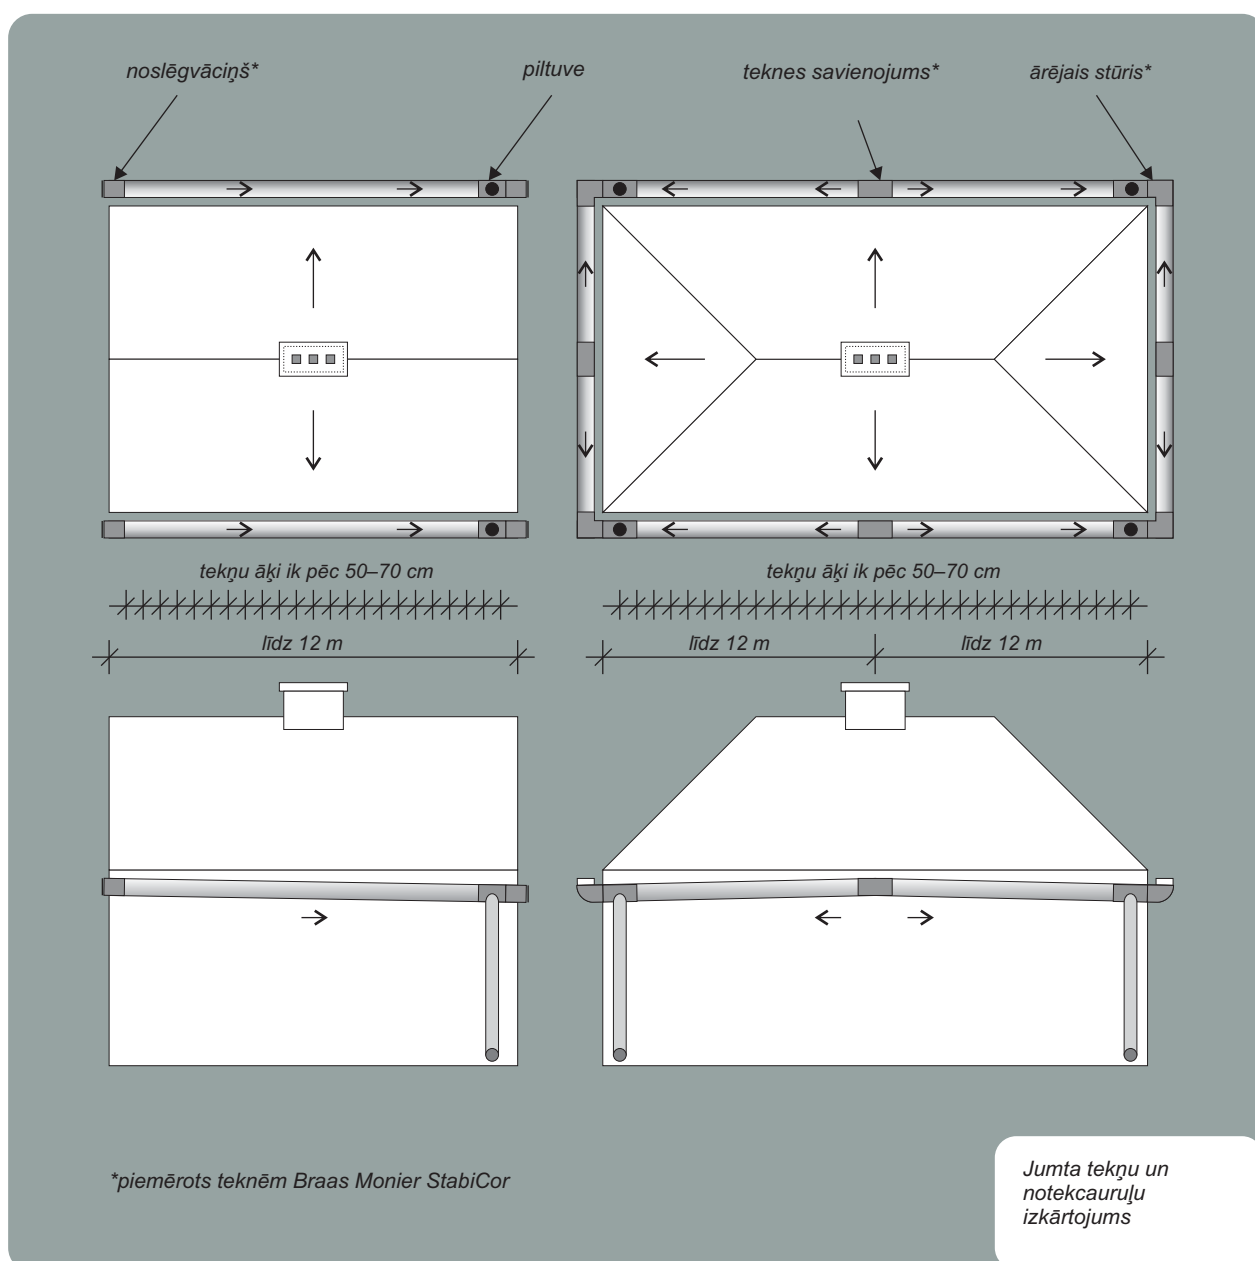 noslēgvāciņš*
piltuve
teknes savienojums*
ārējais stūris*
tekņu āķi ik pēc 50–70 cm
tekņu āķi ik pēc 50–70 cm
līdz 12 m
līdz 12 m
līdz 12 m
*piemērots teknēm Braas Monier StabiCor
Jumta tekņu un
notekcauruļu
izkārtojums